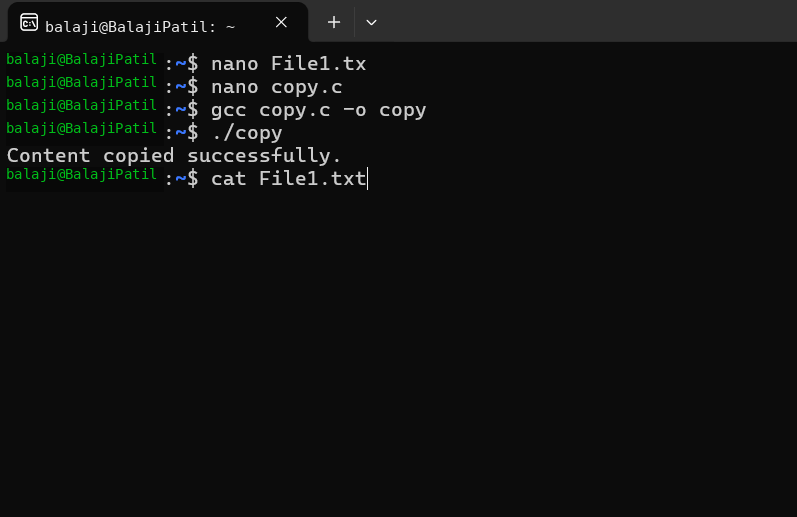 balaji@BalajiPatil: ~
balaji@BalajiPatil:~$ nano File1.tx
balaji@BalajiPatil:~$ nano copy.c
balaji@BalajiPatil:~$ gcc copy.c -o copy
balaji@BalajiPatil:~$ ./copy
Content copied successfully.
balaji@BalajiPatil:~$ cat File1.txt